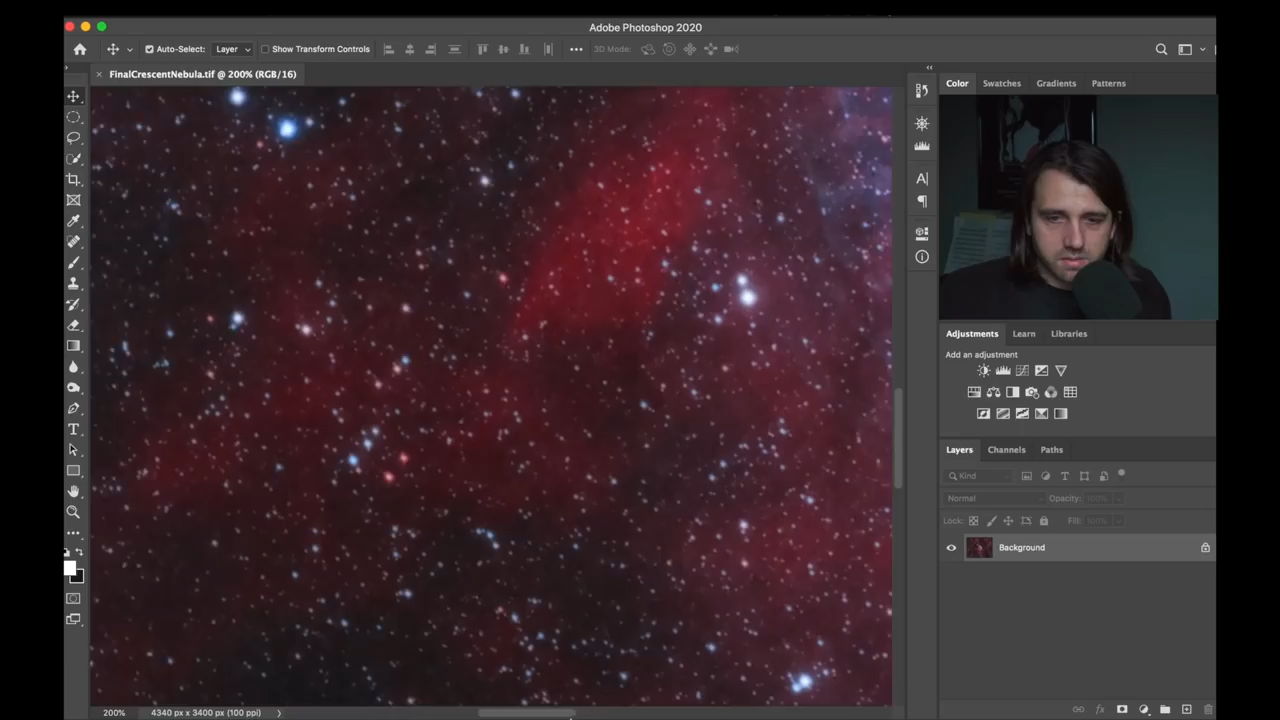 Adobe Photoshop 2020
Auto-Select: Layer Show Transform Controls 3D Mode:
FinalCrescentNebula.tif @ 200% (RGB/16)
Color Swatches Gradients Patterns
Adjustments Learn Libraries
Add an adjustment
Layers Channels Paths
Kind
Normal Opacity: 100%
Lock: Fill: 100%
Background
200% 4340 px x 3400 px (100 ppi)